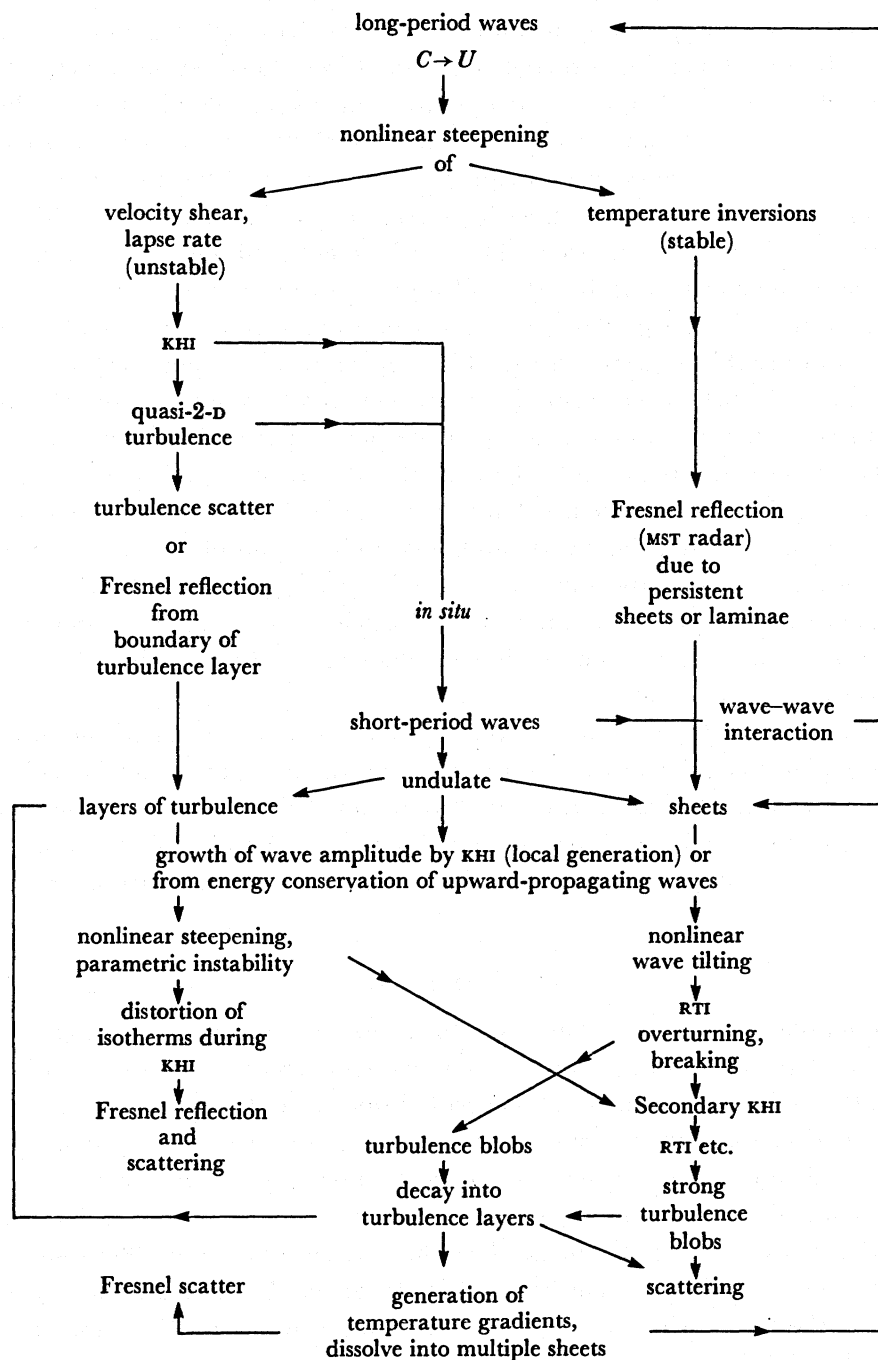 long-period waves
C→U
nonlinear steepening
of
velocity shear,
lapse rate
(unstable)
temperature inversions
(stable)
KHI
quasi-2-D
turbulence
turbulence scatter
or
Fresnel reflection
from
boundary of
turbulence layer
in situ
Fresnel reflection
(MST radar)
due to
persistent
sheets or laminae
short-period waves
wave–wave
interaction
undulate
layers of turbulence
sheets
growth of wave amplitude by KHI (local generation) or
from energy conservation of upward-propagating waves
nonlinear steepening,
parametric instability
distortion of
isotherms during
KHI
Fresnel reflection
and
scattering
nonlinear
wave tilting
RTI
overturning,
breaking
Secondary KHI
RTI etc.
strong
turbulence
blobs
scattering
turbulence blobs
decay into
turbulence layers
Fresnel scatter
generation of
temperature gradients,
dissolve into multiple sheets